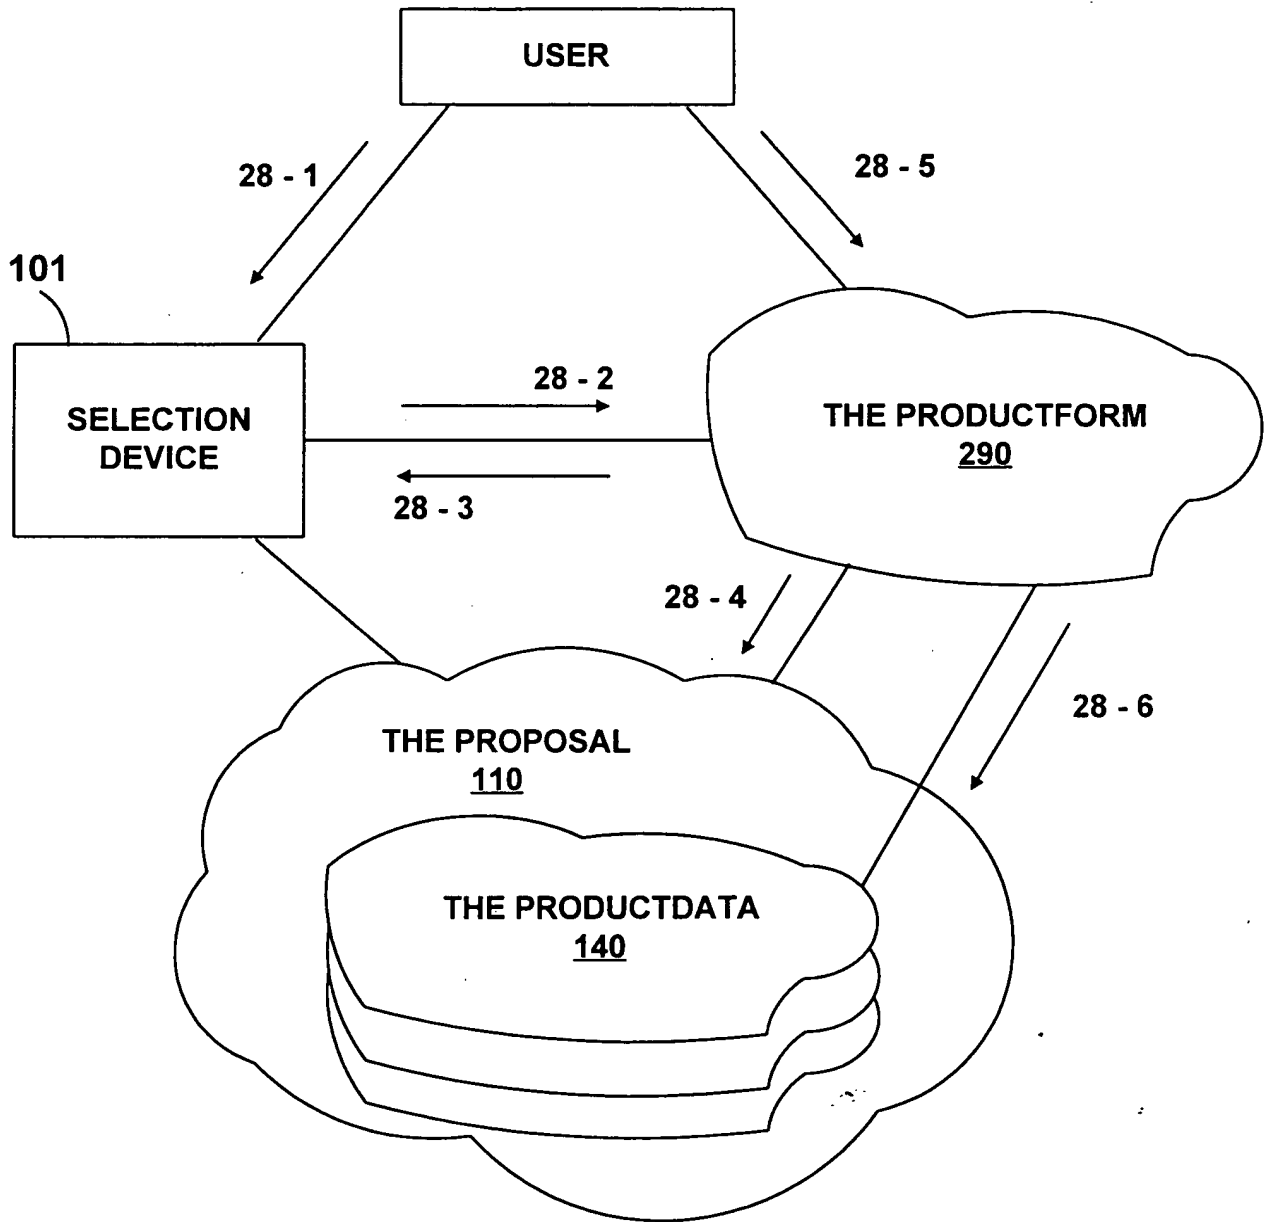 USER
28 - 1
28 - 5
101
SELECTION
DEVICE
28 - 2
THE PRODUCTFORM
290
28 - 3
28 - 4
28 - 6
THE PROPOSAL
110
THE PRODUCTDATA
140